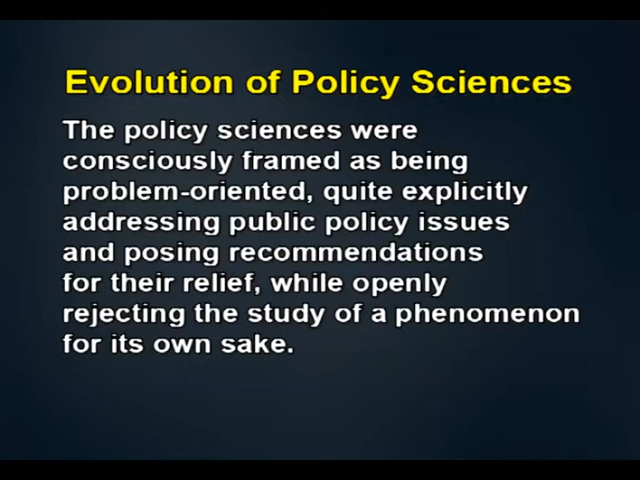 Evolution of Policy Sciences
The policy sciences were
consciously framed as being
problem-oriented, quite explicitly
addressing public policy issues
and posing recommendations
for their relief, while openly
rejecting the study of a phenomenon
for its own sake.